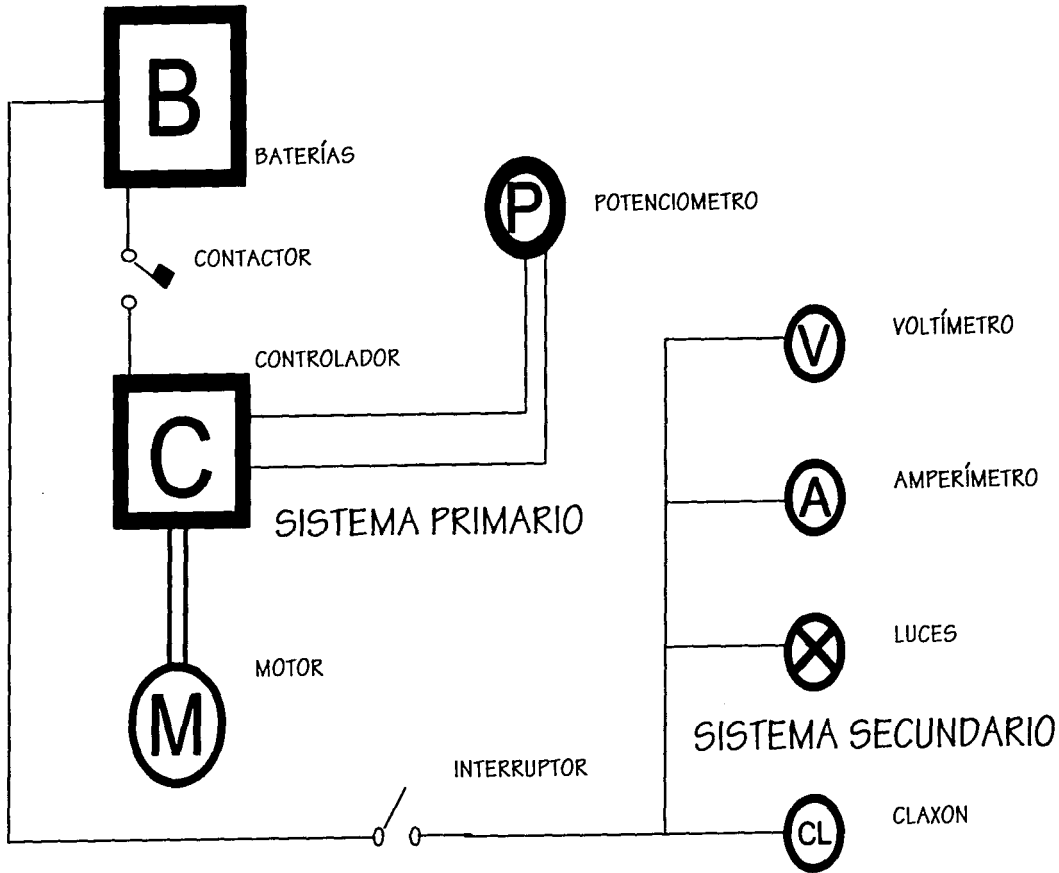 B
BATERÍAS
P
POTENCIOMETRO
CONTACTOR
VOLTÍMETRO
V
CONTROLADOR
C
AMPERÍMETRO
A
SISTEMA PRIMARIO
LUCES
MOTOR
M
SISTEMA SECUNDARIO
INTERRUPTOR
CLAXON
CL